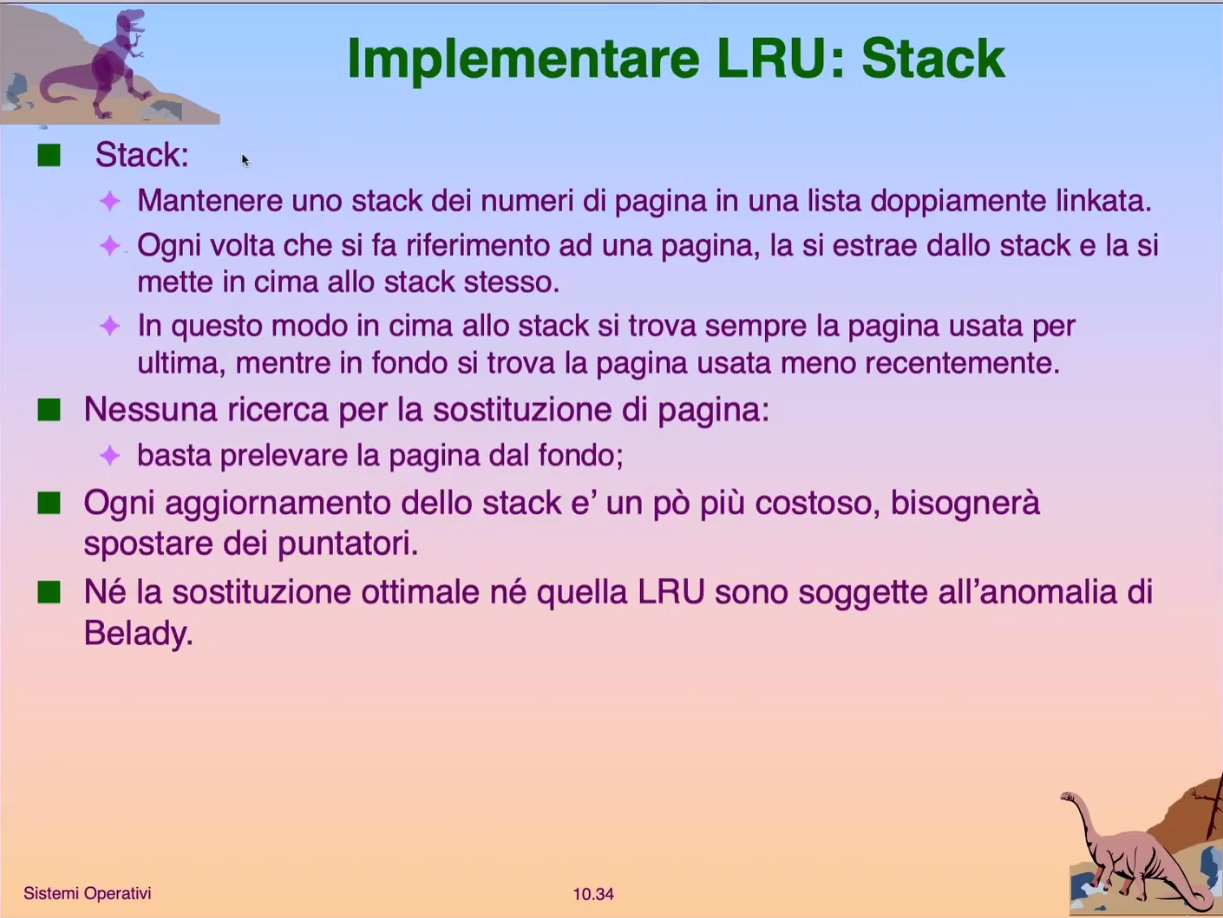 Implementare LRU: Stack
Stack:
Mantenere uno stack dei numeri di pagina in una lista doppiamente linkata.
Ogni volta che si fa riferimento ad una pagina, la si estrae dallo stack e la si
mette in cima allo stack stesso.
In questo modo in cima allo stack si trova sempre la pagina usata per
ultima, mentre in fondo si trova la pagina usata meno recentemente.
Nessuna ricerca per la sostituzione di pagina:
basta prelevare la pagina dal fondo;
Ogni aggiornamento dello stack e’ un pò più costoso, bisognerà
spostare dei puntatori.
Né la sostituzione ottimale né quella LRU sono soggette all’anomalia di
Belady.
Sistemi Operativi
10.34